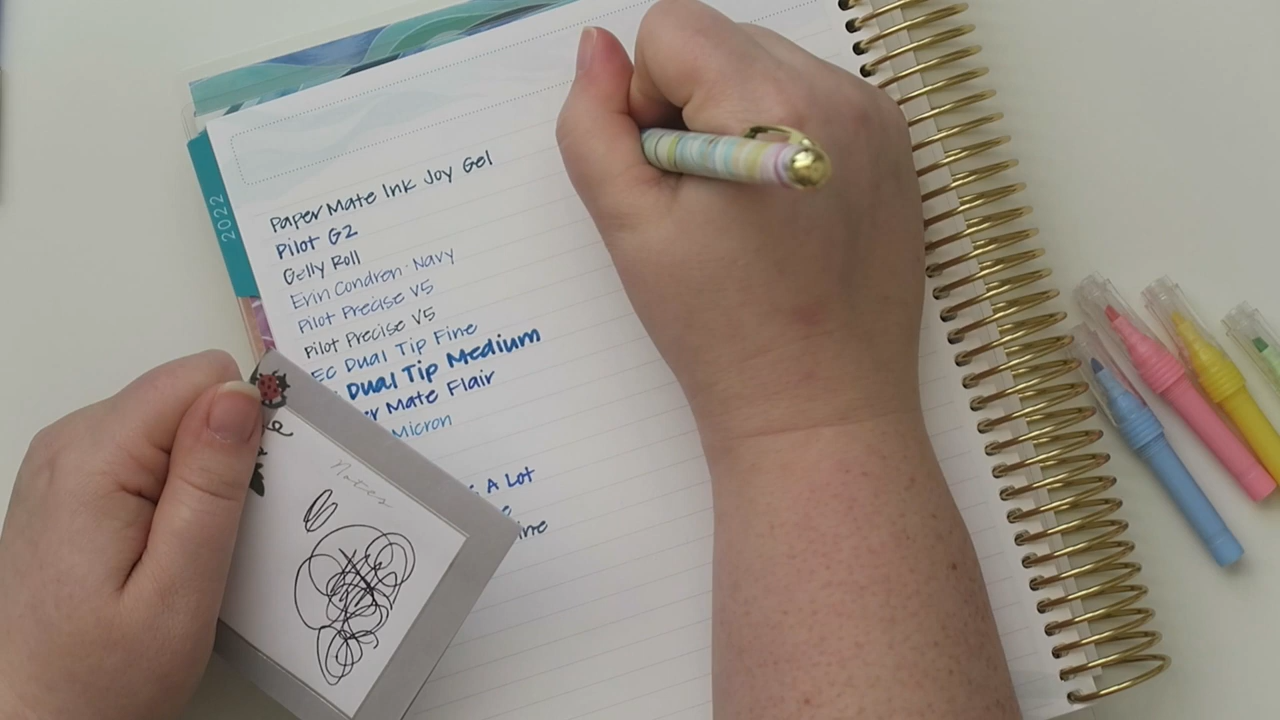 2022
Paper Mate Ink Joy Gel
Pilot G2
Gelly Roll
Erin Condren · Navy
Pilot Precise V5
Pilot Precise V5
EC Dual Tip Fine
Dual Tip Medium
Mate Flair
Micron
A Lot
Notes